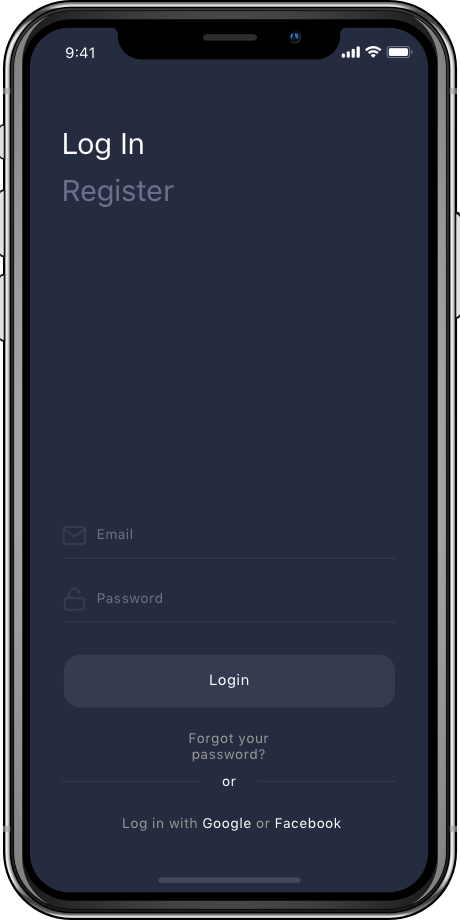 9:41
Log In
Register
Email
Password
Login
Forgot your
password?
or
Log in with Google or Facebook